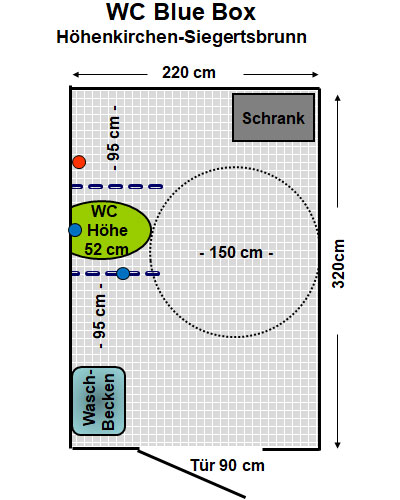 WC Blue Box
Höhenkirchen-Siegertsbrunn
220 cm
- 95 cm -
Schrank
WC
Höhe
52 cm
- 150 cm -
320cm
- 95 cm -
Wasch-
Becken
Tür 90 cm